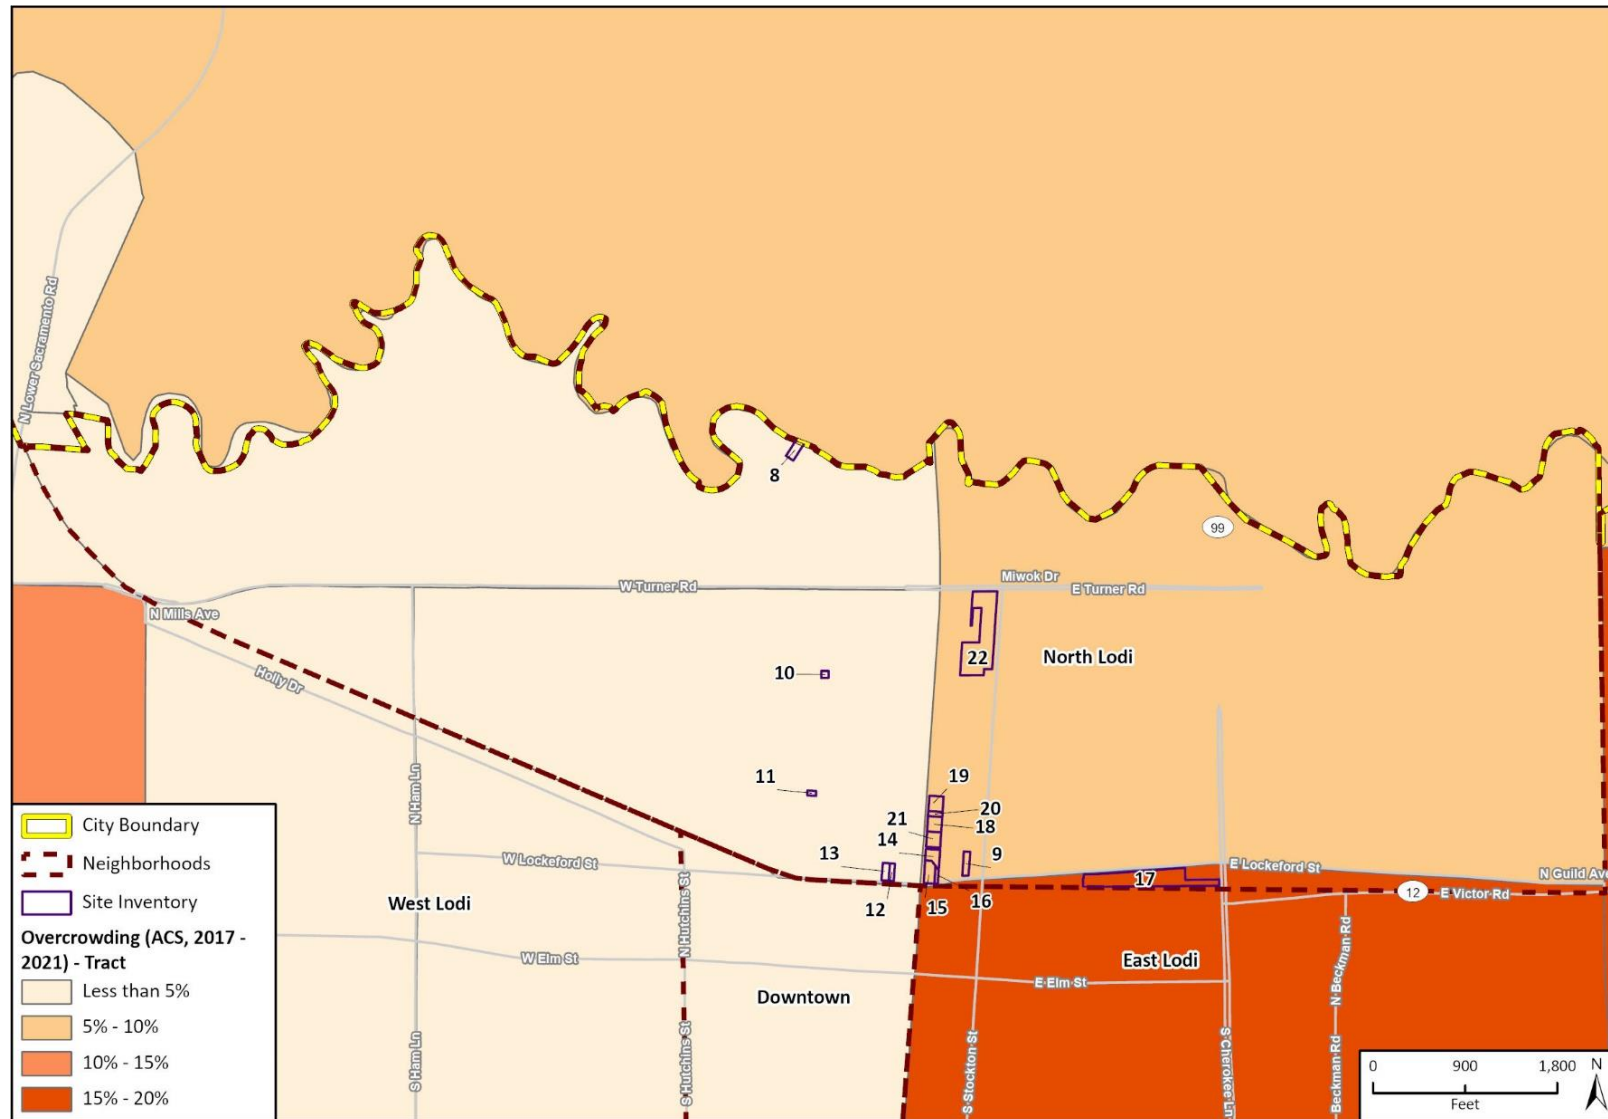 N Lower Sacramento Rd
8
99
W Turner Rd
Miwok Dr
E Turner Rd
N Mills Ave
Holly Dr
10
22
North Lodi
N Ham Ln
11
19
20
21
18
14
13
9
W Lockeford St
E Lockeford St
N Guild Ave
17
12
E Victor Rd
12
15
16
West Lodi
N Hutchins St
W Elm St
East Lodi
E Elm St
Downtown
N Beckman Rd
S Ham Ln
S Hutchins St
S Stockton St
S Cherokee Ln
Beckman Rd
City Boundary
Neighborhoods
Site Inventory
Overcrowding (ACS, 2017 -
2021) - Tract
Less than 5%
5% - 10%
10% - 15%
15% - 20%
0 900 1,800
Feet
N